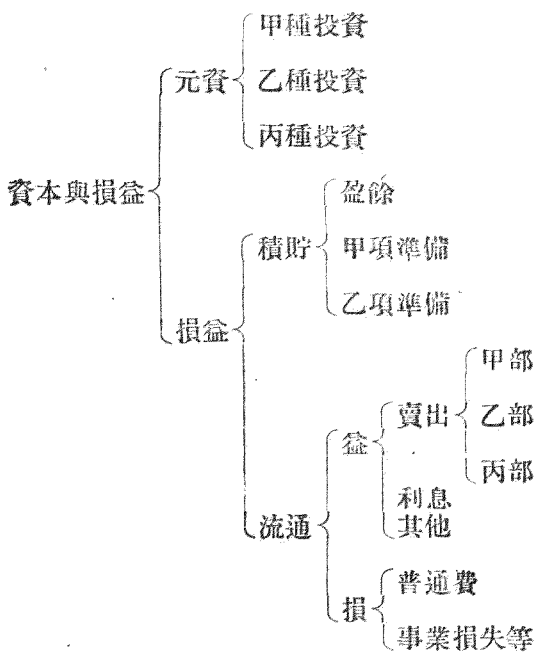 甲種投資
元資
乙種投資
丙種投資
資本與損益
盈餘
積貯
甲項準備
乙項準備
損益
甲部
賣出
乙部
益
丙部
利息
其他
流通
普通費
損
事業損失等